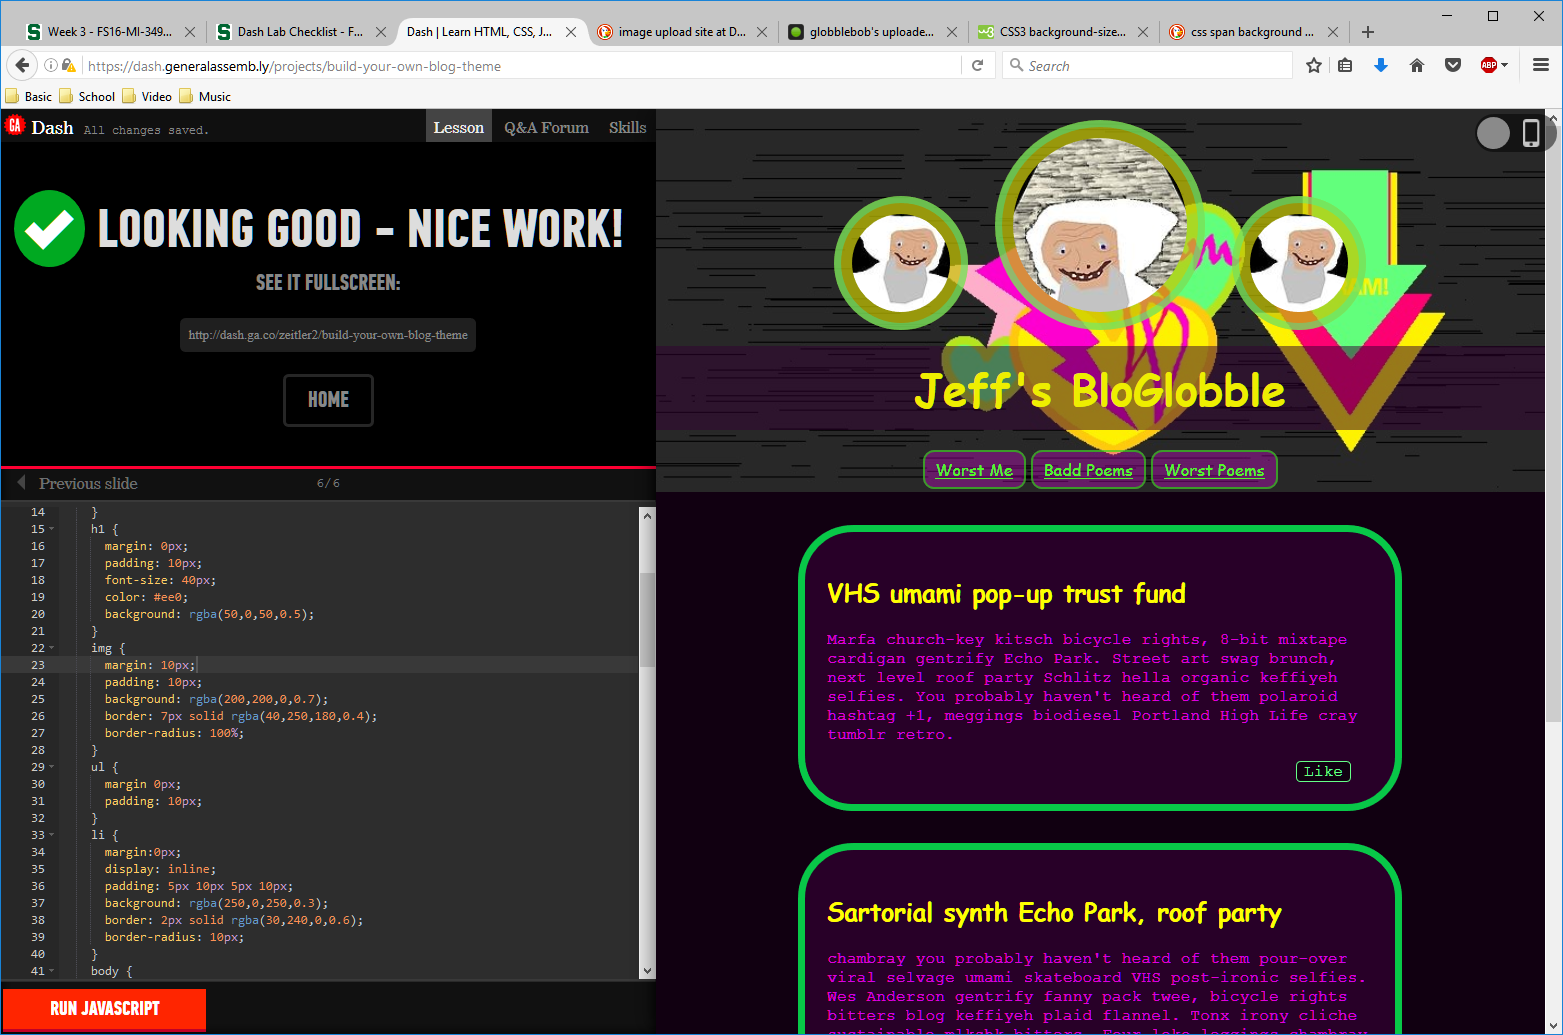 Week 3 - FS16-MI-349...
Dash Lab Checklist - F...
Dash | Learn HTML, CSS, J...
image upload site at D...
globblebob's uploade...
CSS3 background-size...
css span background ...
https://dash.generalassemb.ly/projects/build-your-own-blog-theme
Search
ABP
Basic
School
Video
Music
GA
Dash
All changes saved.
Lesson
Q&A Forum
Skills
LOOKING GOOD - NICE WORK!
SEE IT FULLSCREEN:
http://dash.ga.co/zeitler2/build-your-own-blog-theme
HOME
Previous slide
6/6
14 }
15 h1 {
16 margin: 0px;
17 padding: 10px;
18 font-size: 40px;
19 color: #ee0;
20 background: rgba(50,0,50,0.5);
21 }
22 img {
23 margin: 10px;
24 padding: 10px;
25 background: rgba(200,200,0,0.7);
26 border: 7px solid rgba(40,250,180,0.4);
27 border-radius: 100%;
28 }
29 ul {
30 margin 0px;
31 padding: 10px;
32 }
33 li {
34 margin:0px;
35 display: inline;
36 padding: 5px 10px 5px 10px;
37 background: rgba(250,0,250,0.3);
38 border: 2px solid rgba(30,240,0,0.6);
39 border-radius: 10px;
40 }
41 body {
RUN JAVASCRIPT
Jeff's BloGlobble
Worst Me
Badd Poems
Worst Poems
VHS umami pop-up trust fund
Marfa church-key kitsch bicycle rights, 8-bit mixtape
cardigan gentrify Echo Park. Street art swag brunch,
next level roof party Schlitz hella organic keffiyeh
selfies. You probably haven't heard of them polaroid
hashtag +1, meggings biodiesel Portland High Life cray
tumblr retro.
Like
Sartorial synth Echo Park, roof party
chambray you probably haven't heard of them pour-over
viral selvage umami skateboard VHS post-ironic selfies.
Wes Anderson gentrify fanny pack twee, bicycle rights
bitters blog keffiyeh plaid flannel. Tonx irony cliche